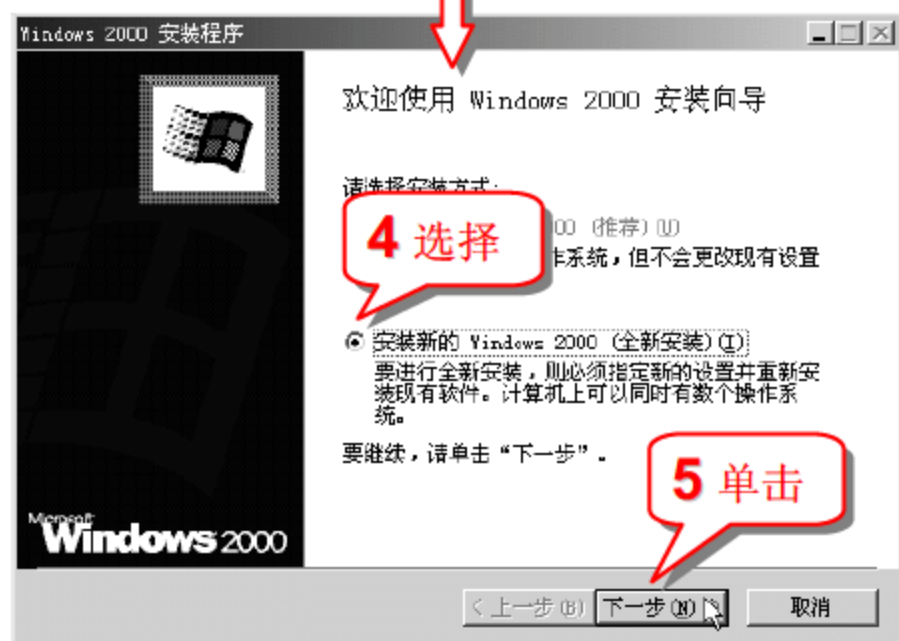 Windows 2000 安装程序
欢迎使用 Windows 2000 安装向导
请选择安装方式:
4 选择
00 (推荐)(U)
系统,但不会更改现有设置
安装新的 Windows 2000 (全新安装)(I)
要进行全新安装,则必须指定新的设置并重新安
装现有软件。计算机上可以同时有数个操作系
统。
要继续,请单击“下一步”。
5 单击
Microsoft
Windows 2000
< 上一步(B)
下一步(N)
取消